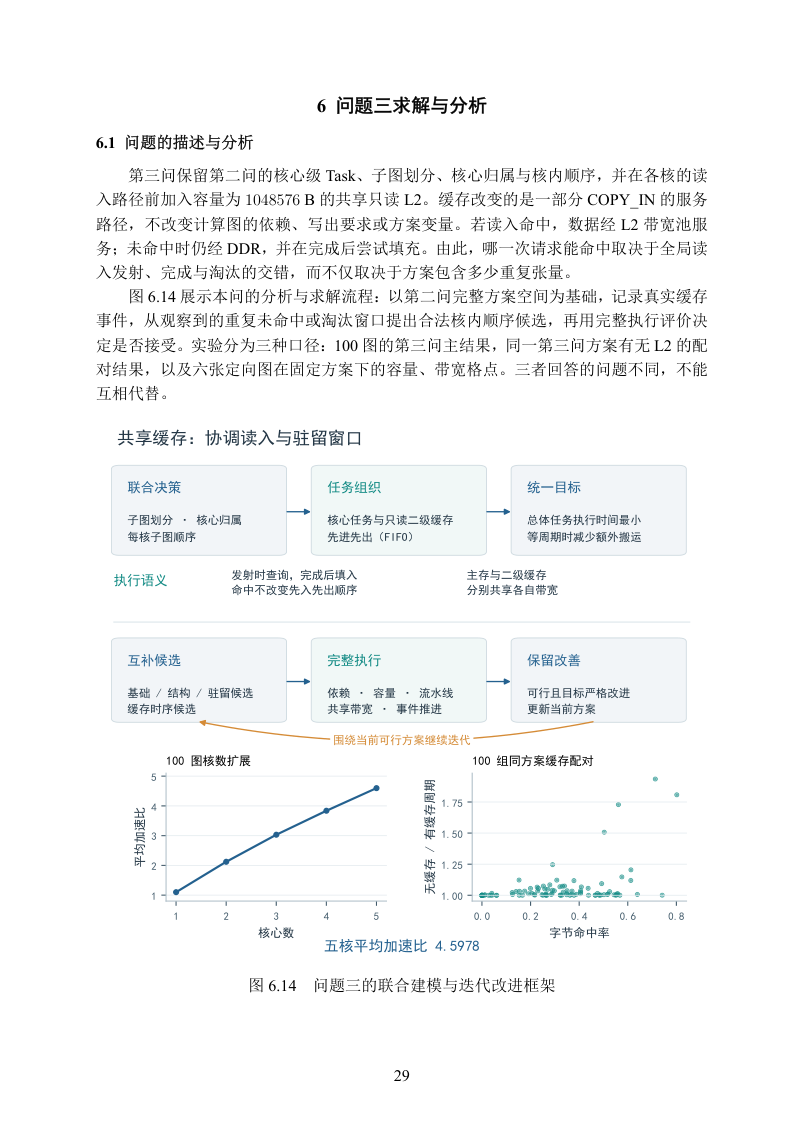 6 问题三求解与分析
6.1 问题的描述与分析
第三问保留第二问的核心级 Task、子图划分、核心归属与核内顺序，并在各核的读
入路径前加入容量为 1048576 B 的共享只读 L2。缓存改变的是一部分 COPY_IN 的服务
路径，不改变计算图的依赖、写出要求或方案变量。若读入命中，数据经 L2 带宽池服
务；未命中时仍经 DDR，并在完成后尝试填充。由此，哪一次请求能命中取决于全局读
入发射、完成与淘汰的交错，而不仅取决于方案包含多少重复张量。
图 6.14 展示本问的分析与求解流程：以第二问完整方案空间为基础，记录真实缓存
事件，从观察到的重复未命中或淘汰窗口提出合法核内顺序候选，再用完整执行评价决
定是否接受。实验分为三种口径：100 图的第三问主结果，同一第三问方案有无 L2 的配
对结果，以及六张定向图在固定方案下的容量、带宽格点。三者回答的问题不同，不能
互相代替。
共享缓存：协调读入与驻留窗口
联合决策
子图划分 · 核心归属
每核子图顺序
任务组织
核心任务与只读二级缓存
先进先出（FIFO）
统一目标
总体任务执行时间最小
等周期时减少额外搬运
执行语义
发射时查询，完成后填入
命中不改变先入先出顺序
主存与二级缓存
分别共享各自带宽
互补候选
基础 / 结构 / 驻留候选
缓存时序候选
完整执行
依赖 · 容量 · 流水线
共享带宽 · 事件推进
保留改善
可行且目标严格改进
更新当前方案
围绕当前可行方案继续迭代
100 图核数扩展
平均加速比
5
4
3
2
1
1 2 3 4 5
核心数
100 组同方案缓存配对
无缓存 / 有缓存周期
1.75
1.50
1.25
1.00
0.0 0.2 0.4 0.6 0.8
字节命中率
五核平均加速比 4.5978
图 6.14 问题三的联合建模与迭代改进框架
29